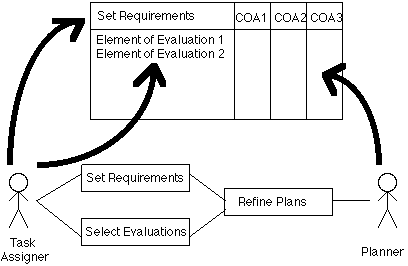 Set Requirements COA1 COA2 COA3
Element of Evaluation 1
Element of Evaluation 2
Set Requirements
Refine Plans
Select Evaluations
Task
Assigner
Planner